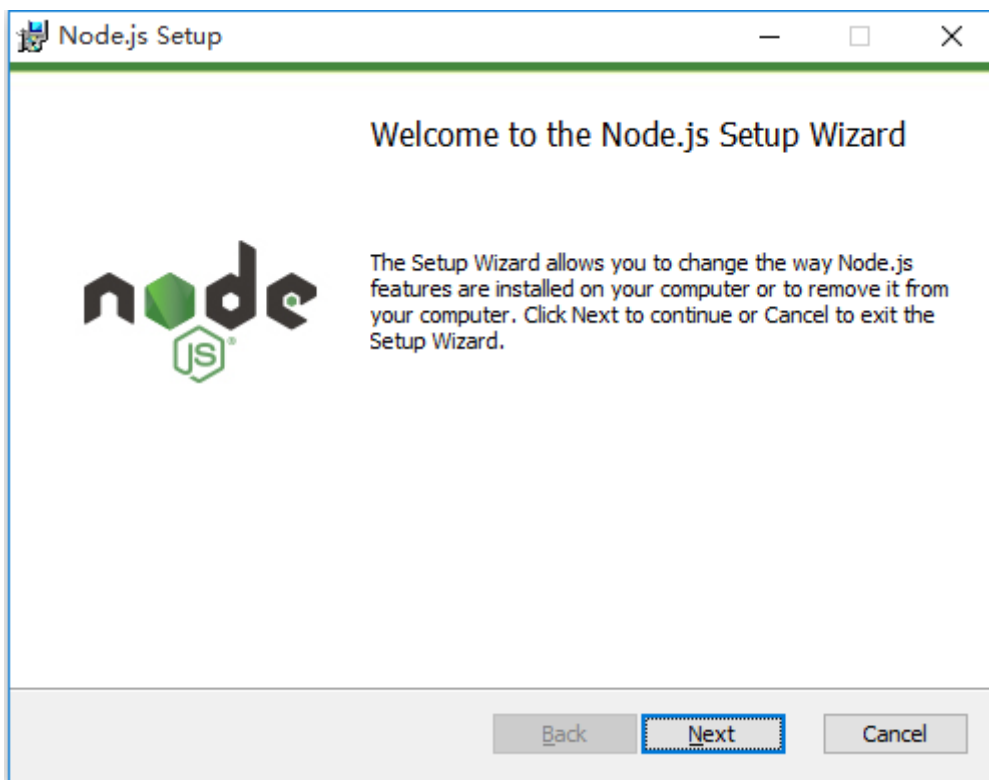 Node.js Setup
Welcome to the Node.js Setup Wizard
The Setup Wizard allows you to change the way Node.js
features are installed on your computer or to remove it from
your computer. Click Next to continue or Cancel to exit the
Setup Wizard.
node
JS®
Back
Next
Cancel